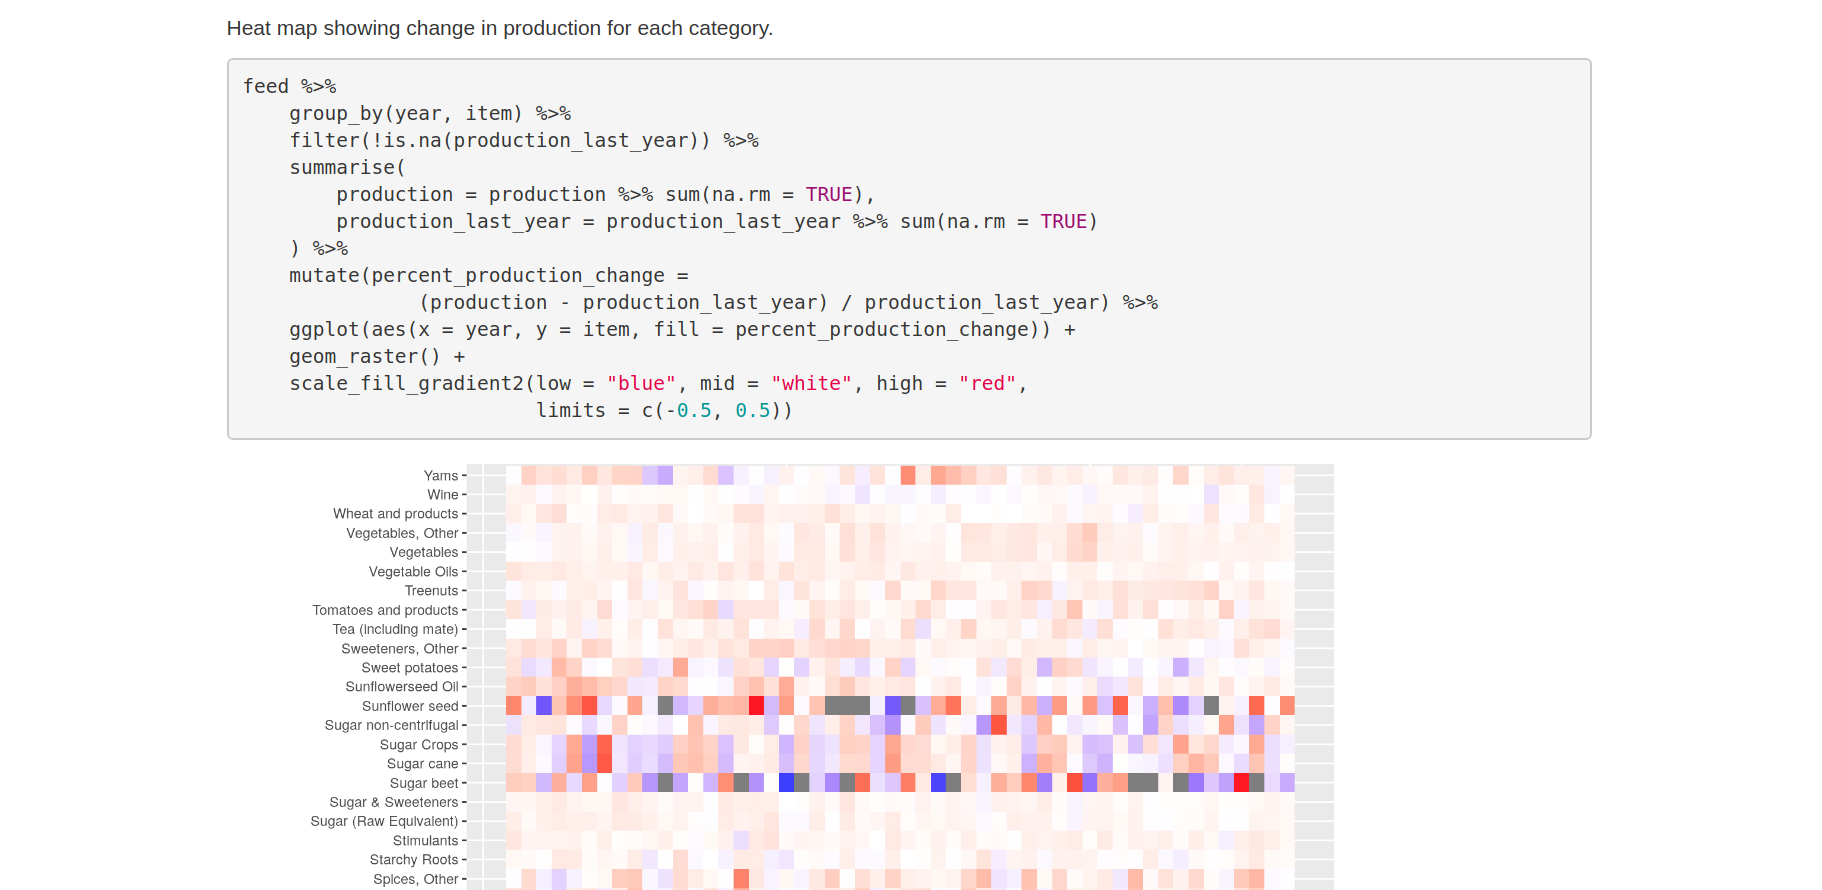 Heat map showing change in production for each category.
feed %>%
    group_by(year, item) %>%
    filter(!is.na(production_last_year)) %>%
    summarise(
        production = production %>% sum(na.rm = TRUE),
        production_last_year = production_last_year %>% sum(na.rm = TRUE)
    ) %>%
    mutate(percent_production_change =
               (production - production_last_year) / production_last_year) %>%
    ggplot(aes(x = year, y = item, fill = percent_production_change)) +
    geom_raster() +
    scale_fill_gradient2(low = "blue", mid = "white", high = "red",
                         limits = c(-0.5, 0.5))
Yams
Wine
Wheat and products
Vegetables, Other
Vegetables
Vegetable Oils
Treenuts
Tomatoes and products
Tea (including mate)
Sweeteners, Other
Sweet potatoes
Sunflowerseed Oil
Sunflower seed
Sugar non-centrifugal
Sugar Crops
Sugar cane
Sugar beet
Sugar & Sweeteners
Sugar (Raw Equivalent)
Stimulants
Starchy Roots
Spices, Other